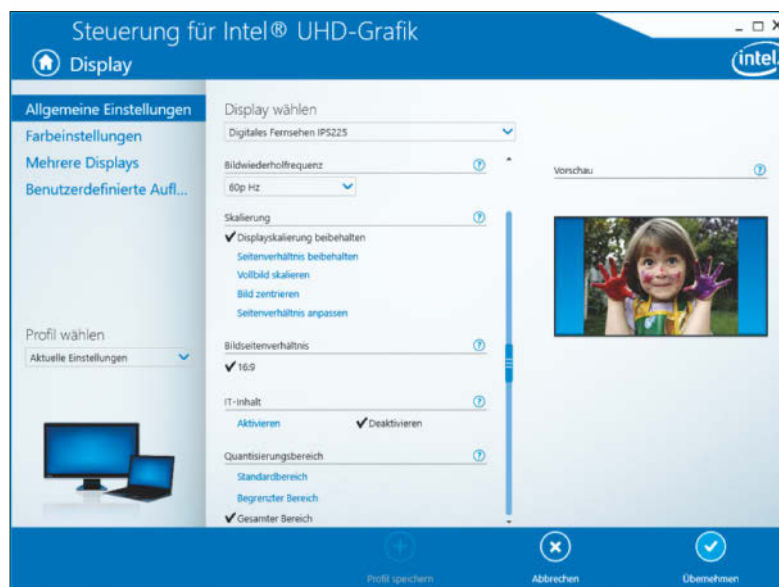 Steuerung für Intel® UHD-Grafik
Display
intel
Allgemeine Einstellungen
Farbeinstellungen
Mehrere Displays
Benutzerdefinierte Aufl...
Profil wählen
Aktuelle Einstellungen
Display wählen
Digitales Fernsehen IPS225
Bildwiederholfrequenz
60p Hz
Skalierung
Displayskalierung beibehalten
Seitenverhältnis beibehalten
Vollbild skalieren
Bild zentrieren
Seitenverhältnis anpassen
Bildseitenverhältnis
16:9
IT-Inhalt
Aktivieren Deaktivieren
Quantisierungsbereich
Standardbereich
Begrenzter Bereich
Gesamter Bereich
Vorschau
Profil speichern Abbrechen Übernehmen